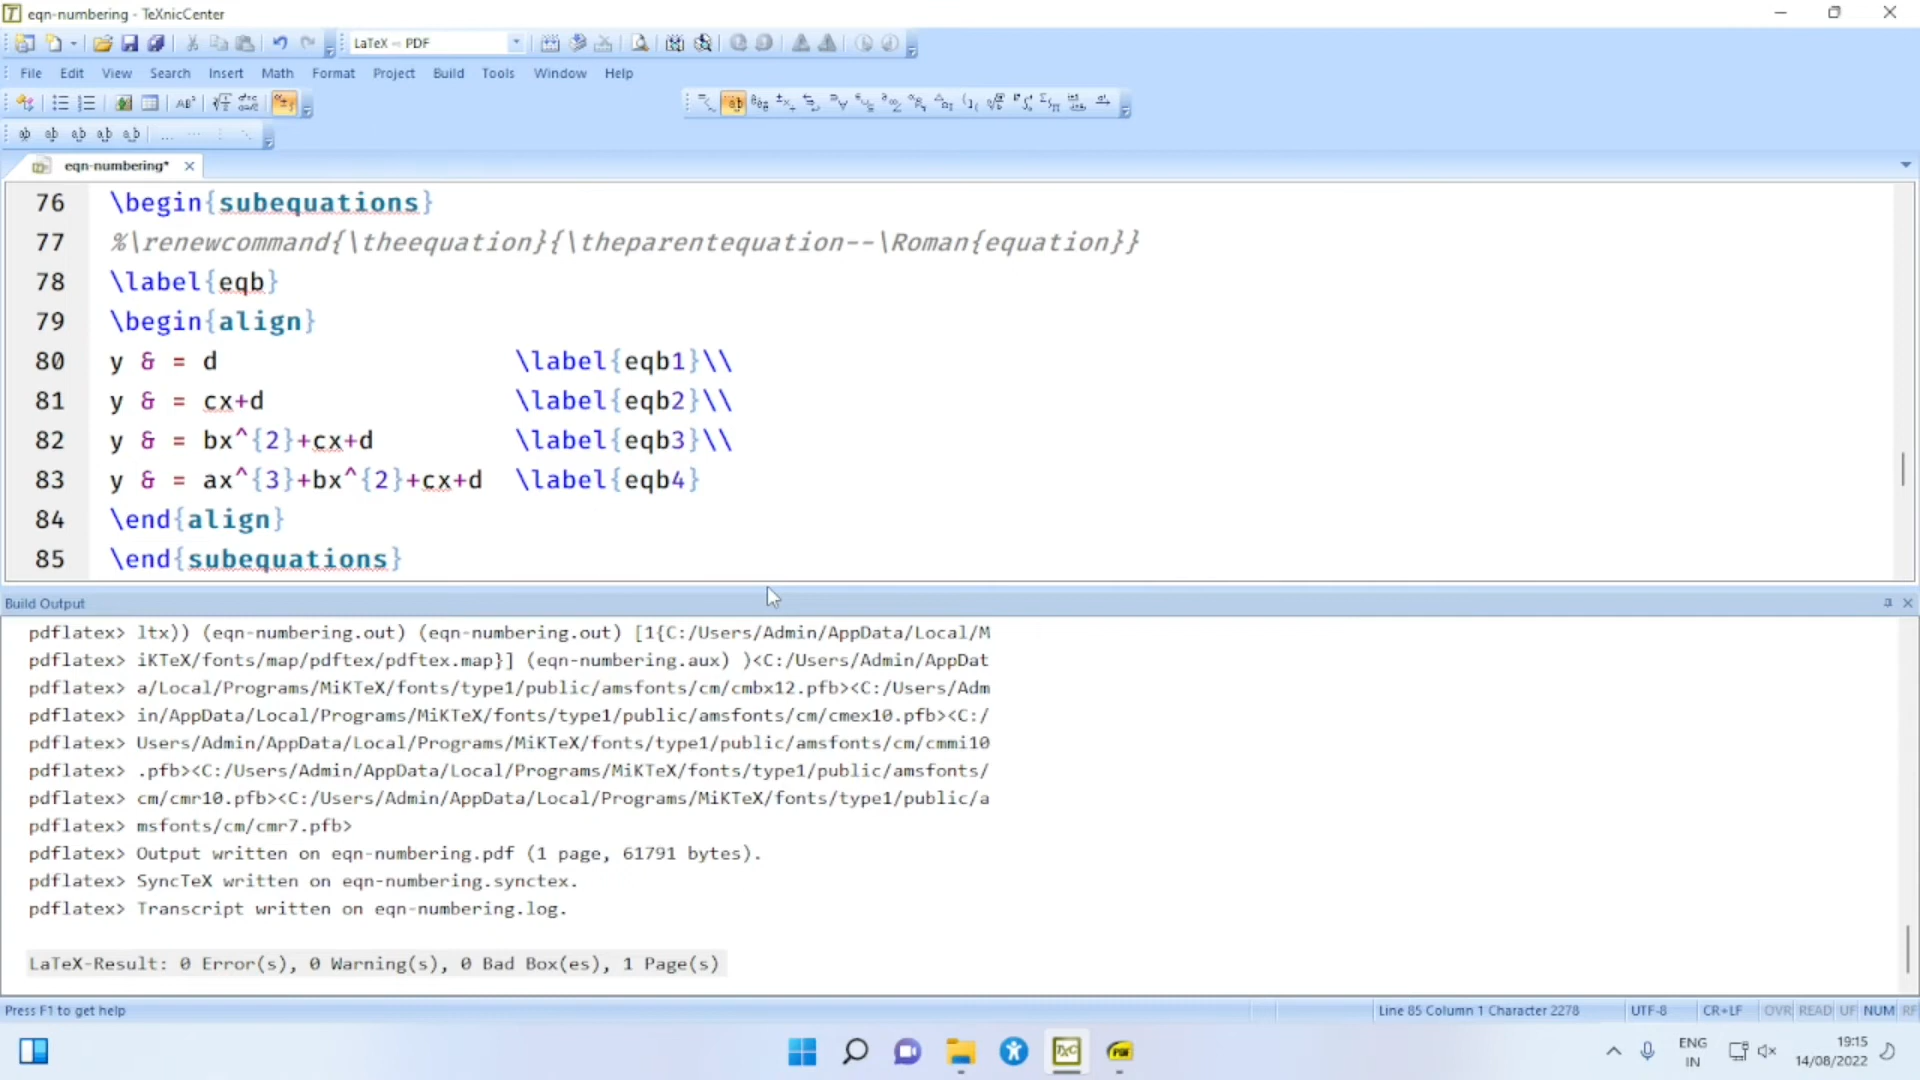 eqn-numbering - TeXnicCenter
LaTeX → PDF
File Edit View Search Insert Math Format Project Build Tools Window Help
eqn-numbering*
76 \begin{subequations}
77 %\renewcommand{\theequation}{\theparentequation--\Roman{equation}}
78 \label{eqb}
79 \begin{align}
80 y & = d \label{eqb1}\\
81 y & = cx+d \label{eqb2}\\
82 y & = bx^{2}+cx+d \label{eqb3}\\
83 y & = ax^{3}+bx^{2}+cx+d \label{eqb4}
84 \end{align}
85 \end{subequations}
Build Output
pdflatex> ltx)) (eqn-numbering.out) (eqn-numbering.out) [1{C:/Users/Admin/AppData/Local/M
pdflatex> iKTeX/fonts/map/pdftex/pdftex.map}] (eqn-numbering.aux) )<C:/Users/Admin/AppDat
pdflatex> a/Local/Programs/MiKTeX/fonts/type1/public/amsfonts/cm/cmbx12.pfb><C:/Users/Adm
pdflatex> in/AppData/Local/Programs/MiKTeX/fonts/type1/public/amsfonts/cm/cmex10.pfb><C:/
pdflatex> Users/Admin/AppData/Local/Programs/MiKTeX/fonts/type1/public/amsfonts/cm/cmmi10
pdflatex> .pfb><C:/Users/Admin/AppData/Local/Programs/MiKTeX/fonts/type1/public/amsfonts/
pdflatex> cm/cmr10.pfb><C:/Users/Admin/AppData/Local/Programs/MiKTeX/fonts/type1/public/a
pdflatex> msfonts/cm/cmr7.pfb>
pdflatex> Output written on eqn-numbering.pdf (1 page, 61791 bytes).
pdflatex> SyncTeX written on eqn-numbering.synctex.
pdflatex> Transcript written on eqn-numbering.log.
LaTeX-Result: 0 Error(s), 0 Warning(s), 0 Bad Box(es), 1 Page(s)
Press F1 to get help Line 85 Column 1 Character 2278 UTF-8 CR+LF OVR READ UF NUM RF
ENG
IN
19:15
14/08/2022